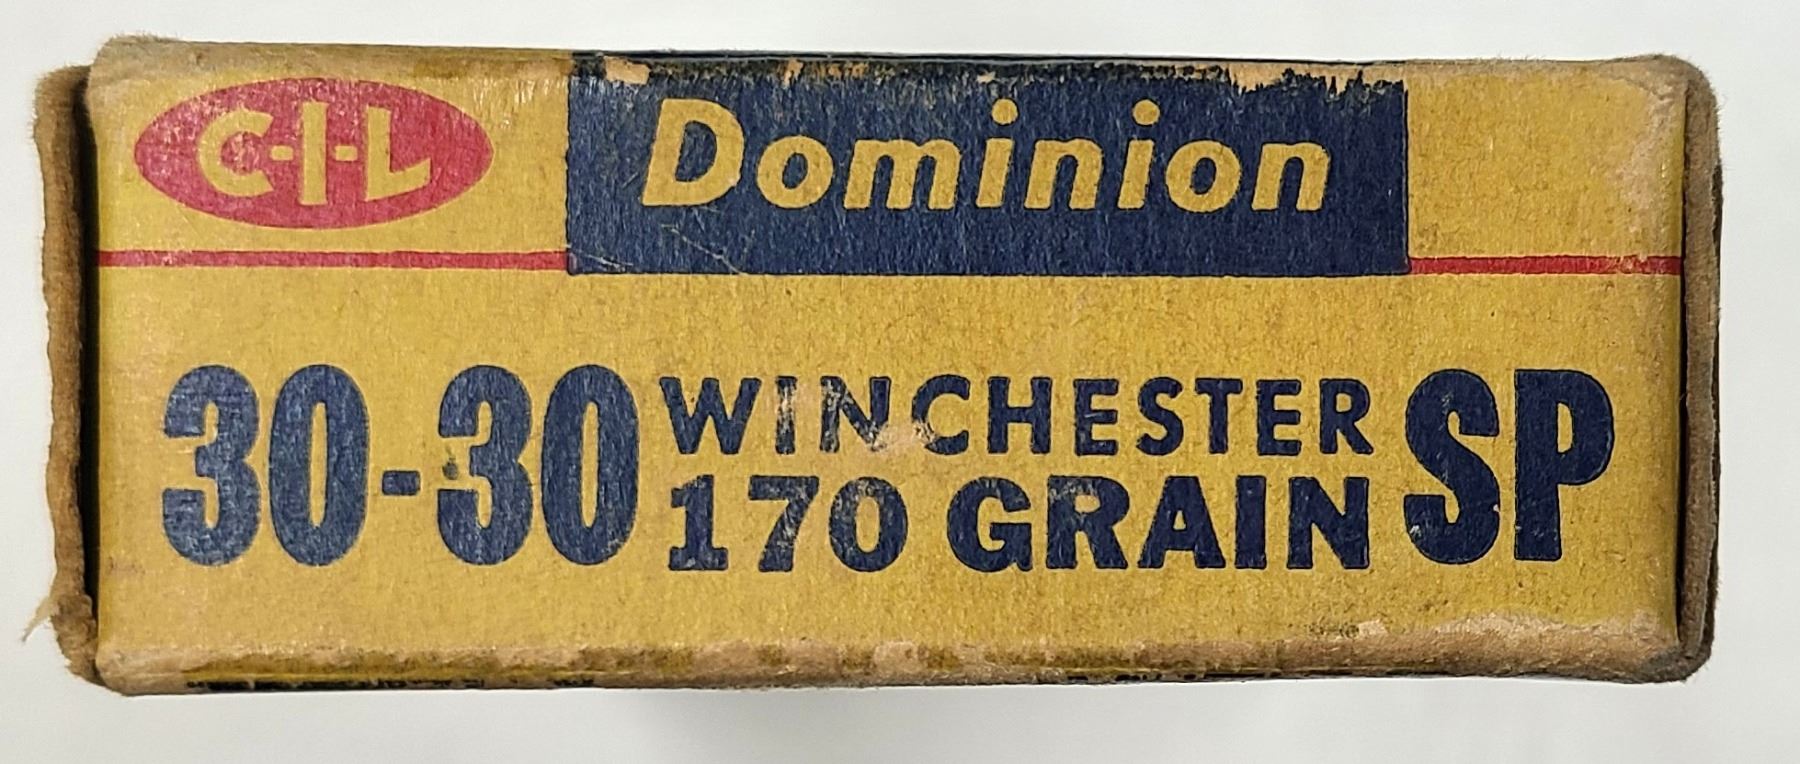 C-I-L Dominion
30-30 WINCHESTER SP
170 GRAIN